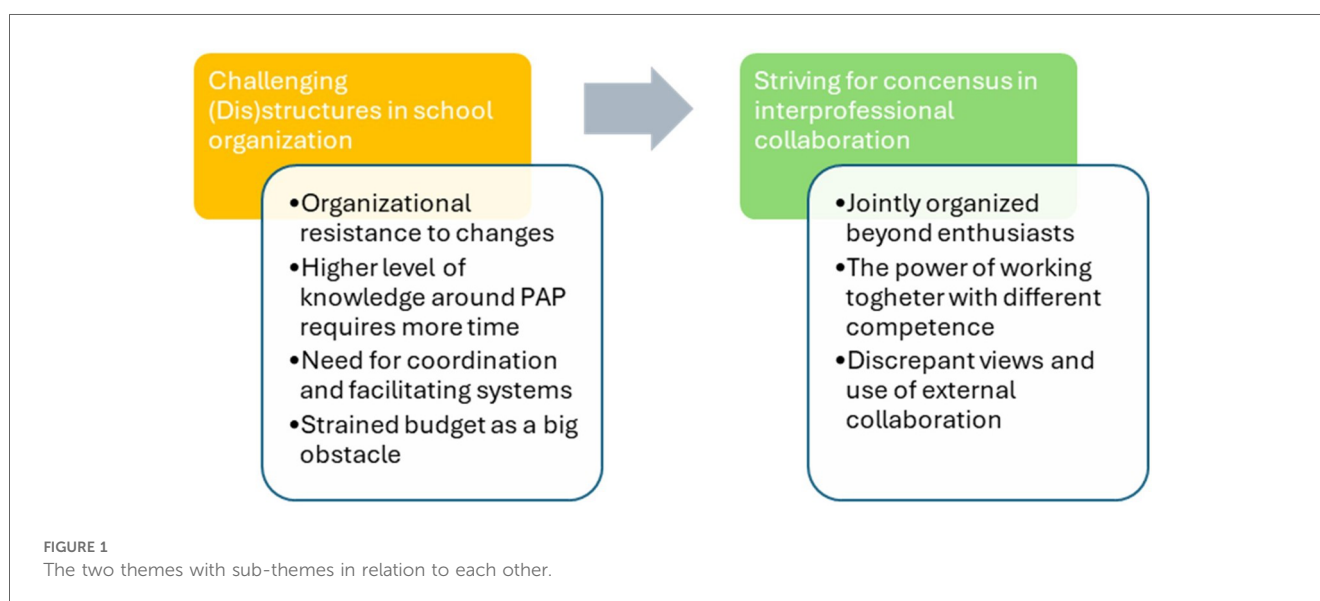 Challenging
(Dis)structures in school
organization
•Organizational
resistance to changes
•Higher level of
knowledge around PAP
requires more time
•Need for coordination
and facilitating systems
•Strained budget as a big
obstacle
Striving for concensus in
interprofessional
collaboration
•Jointly organized
beyond enthusiasts
•The power of working
togheter with different
competence
•Discrepant views and
use of external
collaboration
FIGURE 1
The two themes with sub-themes in relation to each other.